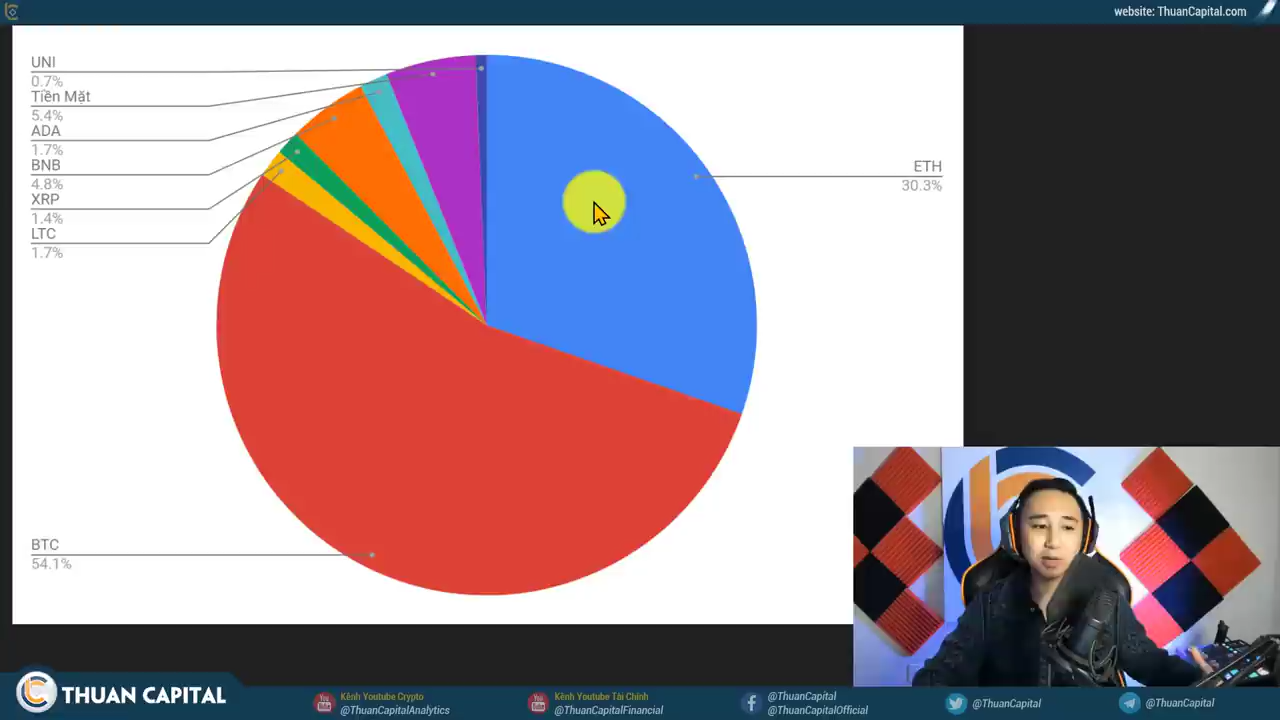 website: ThuanCapital.com
UNI
0.7%
Tiền Mặt
5.4%
ADA
1.7%
BNB
4.8%
XRP
1.4%
LTC
1.7%
ETH
30.3%
BTC
54.1%
THUAN CAPITAL
Kênh Youtube Crypto
@ThuanCapitalAnalytics
Kênh Youtube Tài Chính
@ThuanCapitalFinancial
@ThuanCapital
@ThuanCapitalOfficial
@ThuanCapital
@ThuanCapital